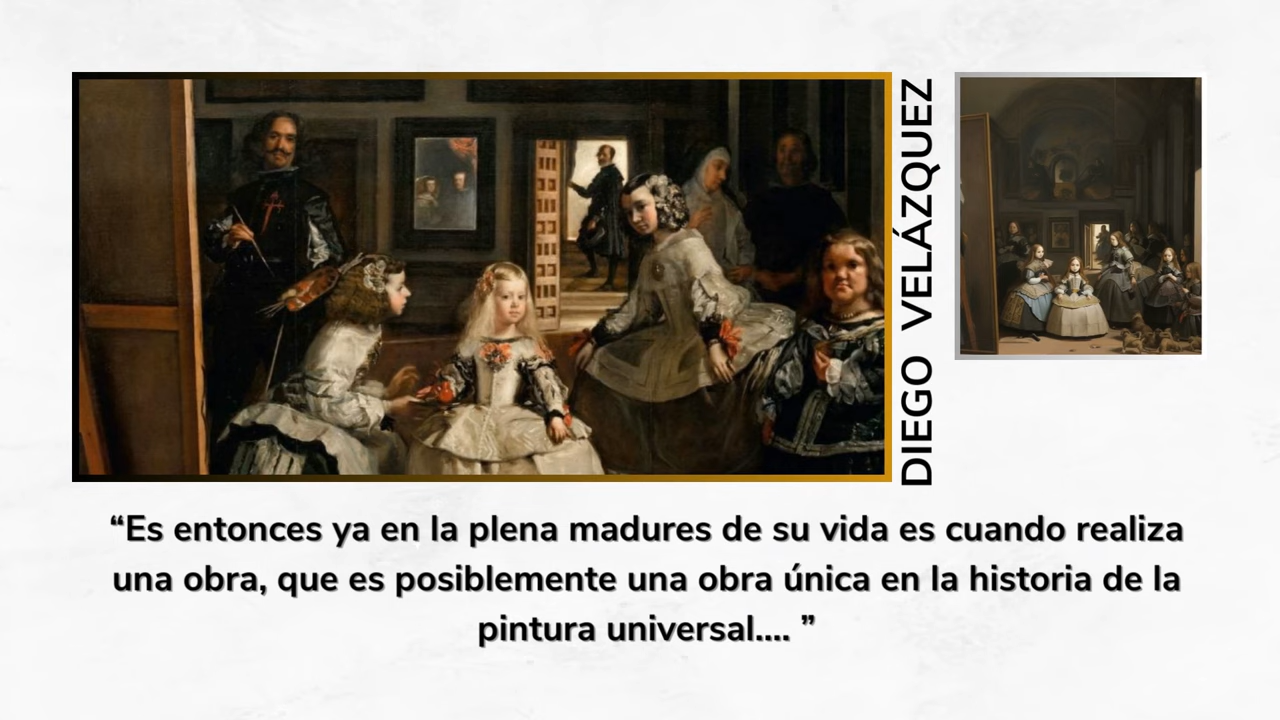 DIEGO VELÁZQUEZ
“Es entonces ya en la plena madures de su vida es cuando realiza
una obra, que es posiblemente una obra única en la historia de la
pintura universal.... ”